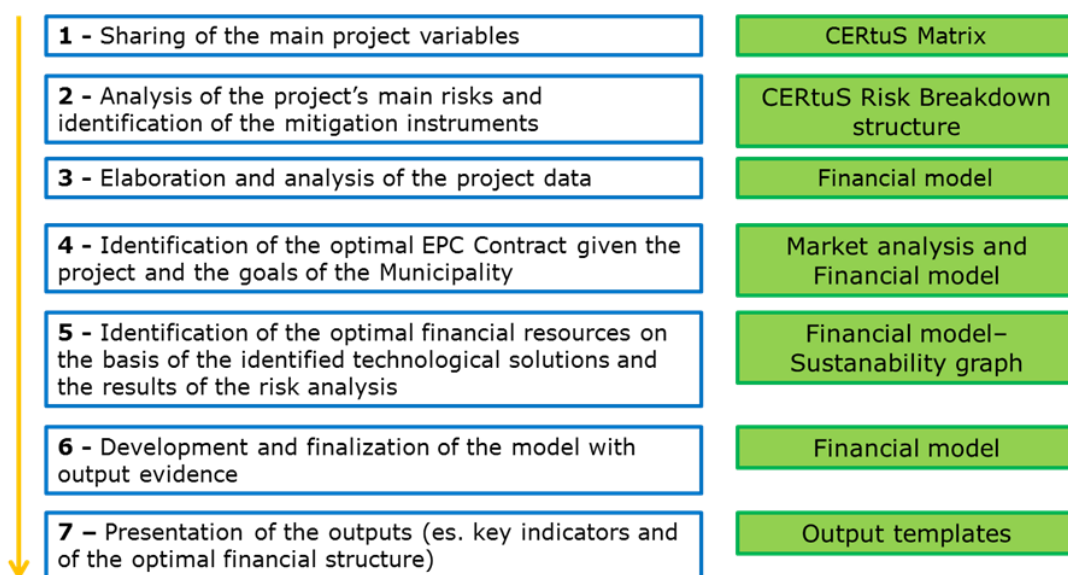 1 - Sharing of the main project variables
CERtuS Matrix
2 - Analysis of the project’s main risks and
identification of the mitigation instruments
CERtuS Risk Breakdown
structure
3 - Elaboration and analysis of the project data
Financial model
4 - Identification of the optimal EPC Contract given the
project and the goals of the Municipality
Market analysis and
Financial model
5 - Identification of the optimal financial resources on
the basis of the identified technological solutions and
the results of the risk analysis
Financial model–
Sustanability graph
6 - Development and finalization of the model with
output evidence
Financial model
7 – Presentation of the outputs (es. key indicators and
of the optimal financial structure)
Output templates